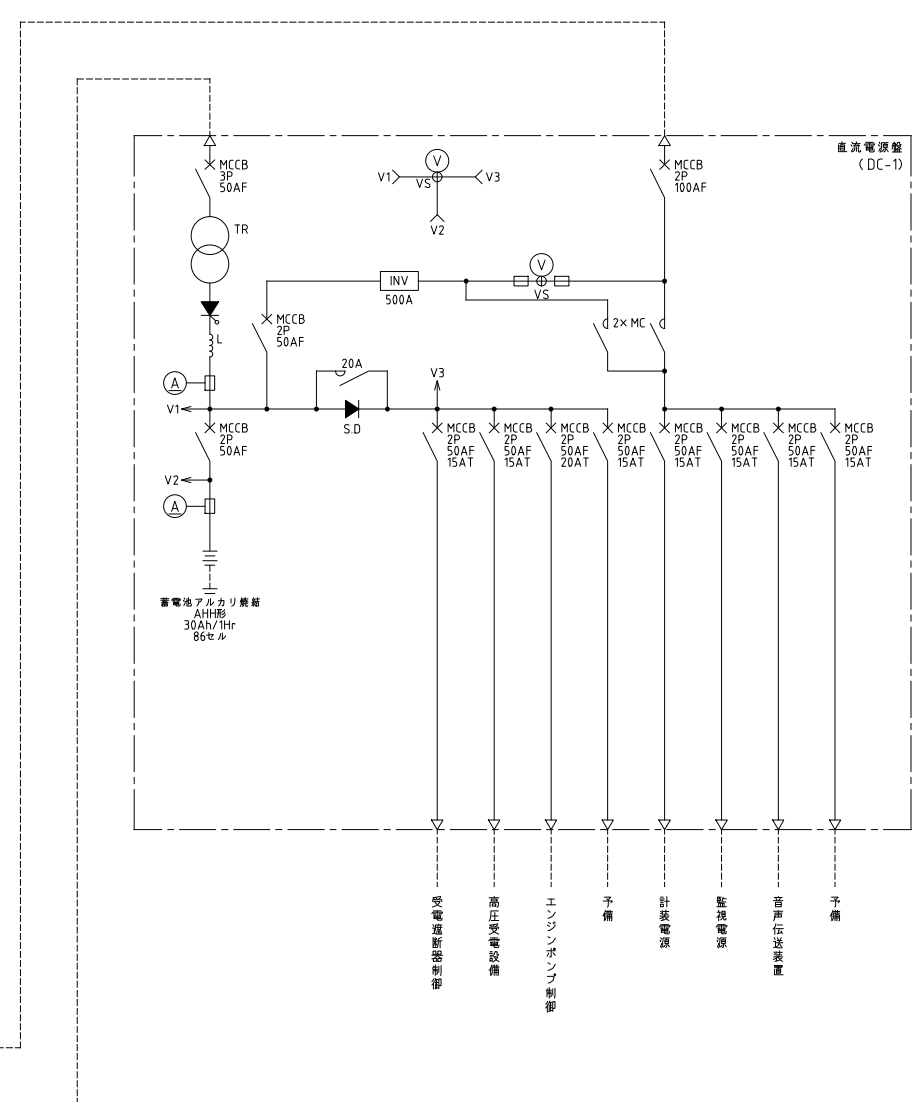 直流電源盤
(DC-1)
MCCB
3P
50AF
V
V1
VS
V3
V2
MCCB
2P
100AF
TR
INV
500A
V
VS
MCCB
2P
50AF
2×MC
L
A
20A
V3
V1
S.D
MCCB
2P
50AF
MCCB
2P
50AF
15AT
MCCB
2P
50AF
15AT
MCCB
2P
50AF
20AT
MCCB
2P
50AF
15AT
MCCB
2P
50AF
15AT
MCCB
2P
50AF
15AT
MCCB
2P
50AF
15AT
MCCB
2P
50AF
15AT
V2
A
蓄電池アルカリ焼結
AHH形
30Ah/1Hr
86セル
受電遮断器制御
高圧受電設備
エンジンポンプ制御
予備
計装電源
監視電源
音声伝送装置
予備